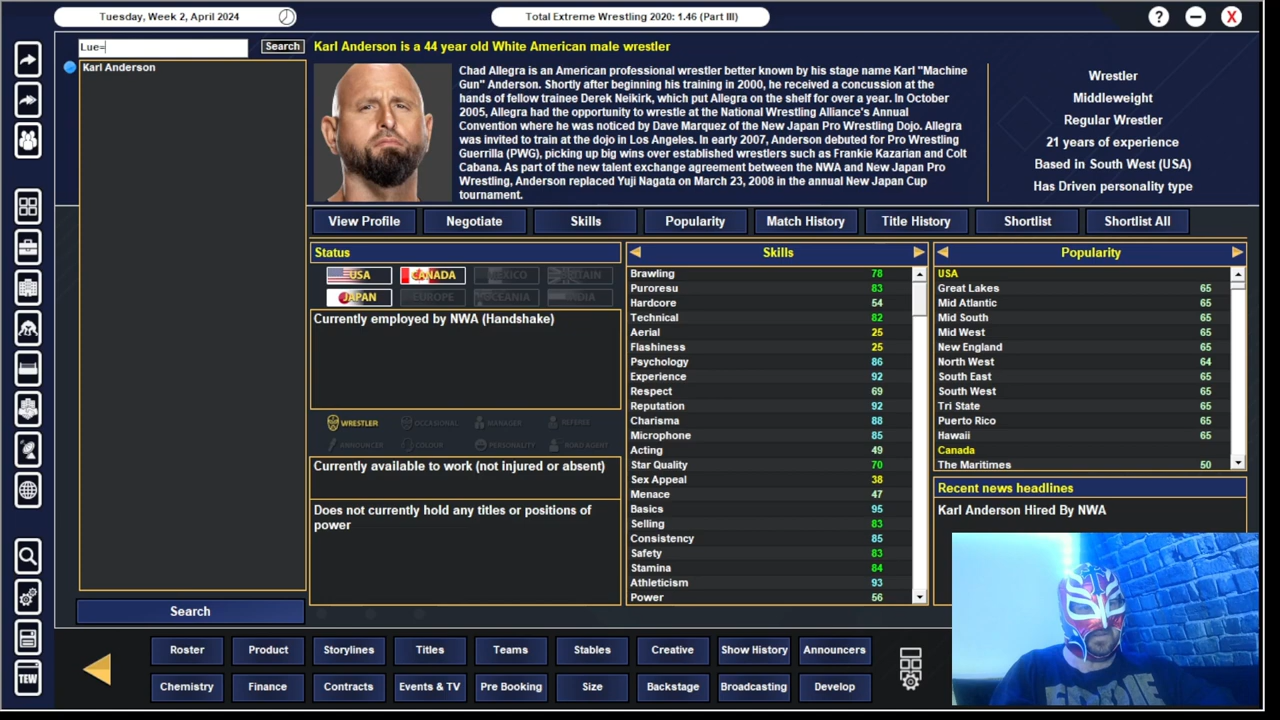 Tuesday, Week 2, April 2024
Total Extreme Wrestling 2020: 1.46 (Part III)
?
X
Lue=
Search
Karl Anderson is a 44 year old White American male wrestler
Karl Anderson
Chad Allegra is an American professional wrestler better known by his stage name Karl "Machine
Gun" Anderson. Shortly after beginning his training in 2000, he received a concussion at the
hands of fellow trainee Derek Neikirk, which put Allegra on the shelf for over a year. In October
2005, Allegra had the opportunity to wrestle at the National Wrestling Alliance's Annual
Convention where he was noticed by Dave Marquez of the New Japan Pro Wrestling Dojo. Allegra
was invited to train at the dojo in Los Angeles. In early 2007, Anderson debuted for Pro Wrestling
Guerrilla (PWG), picking up big wins over established wrestlers such as Frankie Kazarian and Colt
Cabana. As part of the new talent exchange agreement between the NWA and New Japan Pro
Wrestling, Anderson replaced Yuji Nagata on March 23, 2008 in the annual New Japan Cup
tournament.
Wrestler
Middleweight
Regular Wrestler
21 years of experience
Based in South West (USA)
Has Driven personality type
View Profile
Negotiate
Skills
Popularity
Match History
Title History
Shortlist
Shortlist All
Status
USA
CANADA
MEXICO
BRITAIN
JAPAN
EUROPE
OCEANIA
INDIA
Currently employed by NWA (Handshake)
WRESTLER
OCCASIONAL
MANAGER
REFEREE
ANNOUNCER
COLOUR
PERSONALITY
ROAD AGENT
Currently available to work (not injured or absent)
Does not currently hold any titles or positions of
power
Skills
Brawling 78
Puroresu 83
Hardcore 54
Technical 82
Aerial 25
Flashiness 25
Psychology 86
Experience 92
Respect 69
Reputation 92
Charisma 88
Microphone 85
Acting 49
Star Quality 70
Sex Appeal 38
Menace 47
Basics 95
Selling 83
Consistency 85
Safety 83
Stamina 84
Athleticism 93
Power 56
Popularity
USA
Great Lakes 65
Mid Atlantic 65
Mid South 65
Mid West 65
New England 65
North West 64
South East 65
South West 65
Tri State 65
Puerto Rico 65
Hawaii 65
Canada
The Maritimes 50
Recent news headlines
Karl Anderson Hired By NWA
Search
TEW
Roster
Product
Storylines
Titles
Teams
Stables
Creative
Show History
Announcers
Chemistry
Finance
Contracts
Events & TV
Pre Booking
Size
Backstage
Broadcasting
Develop
EDDIE